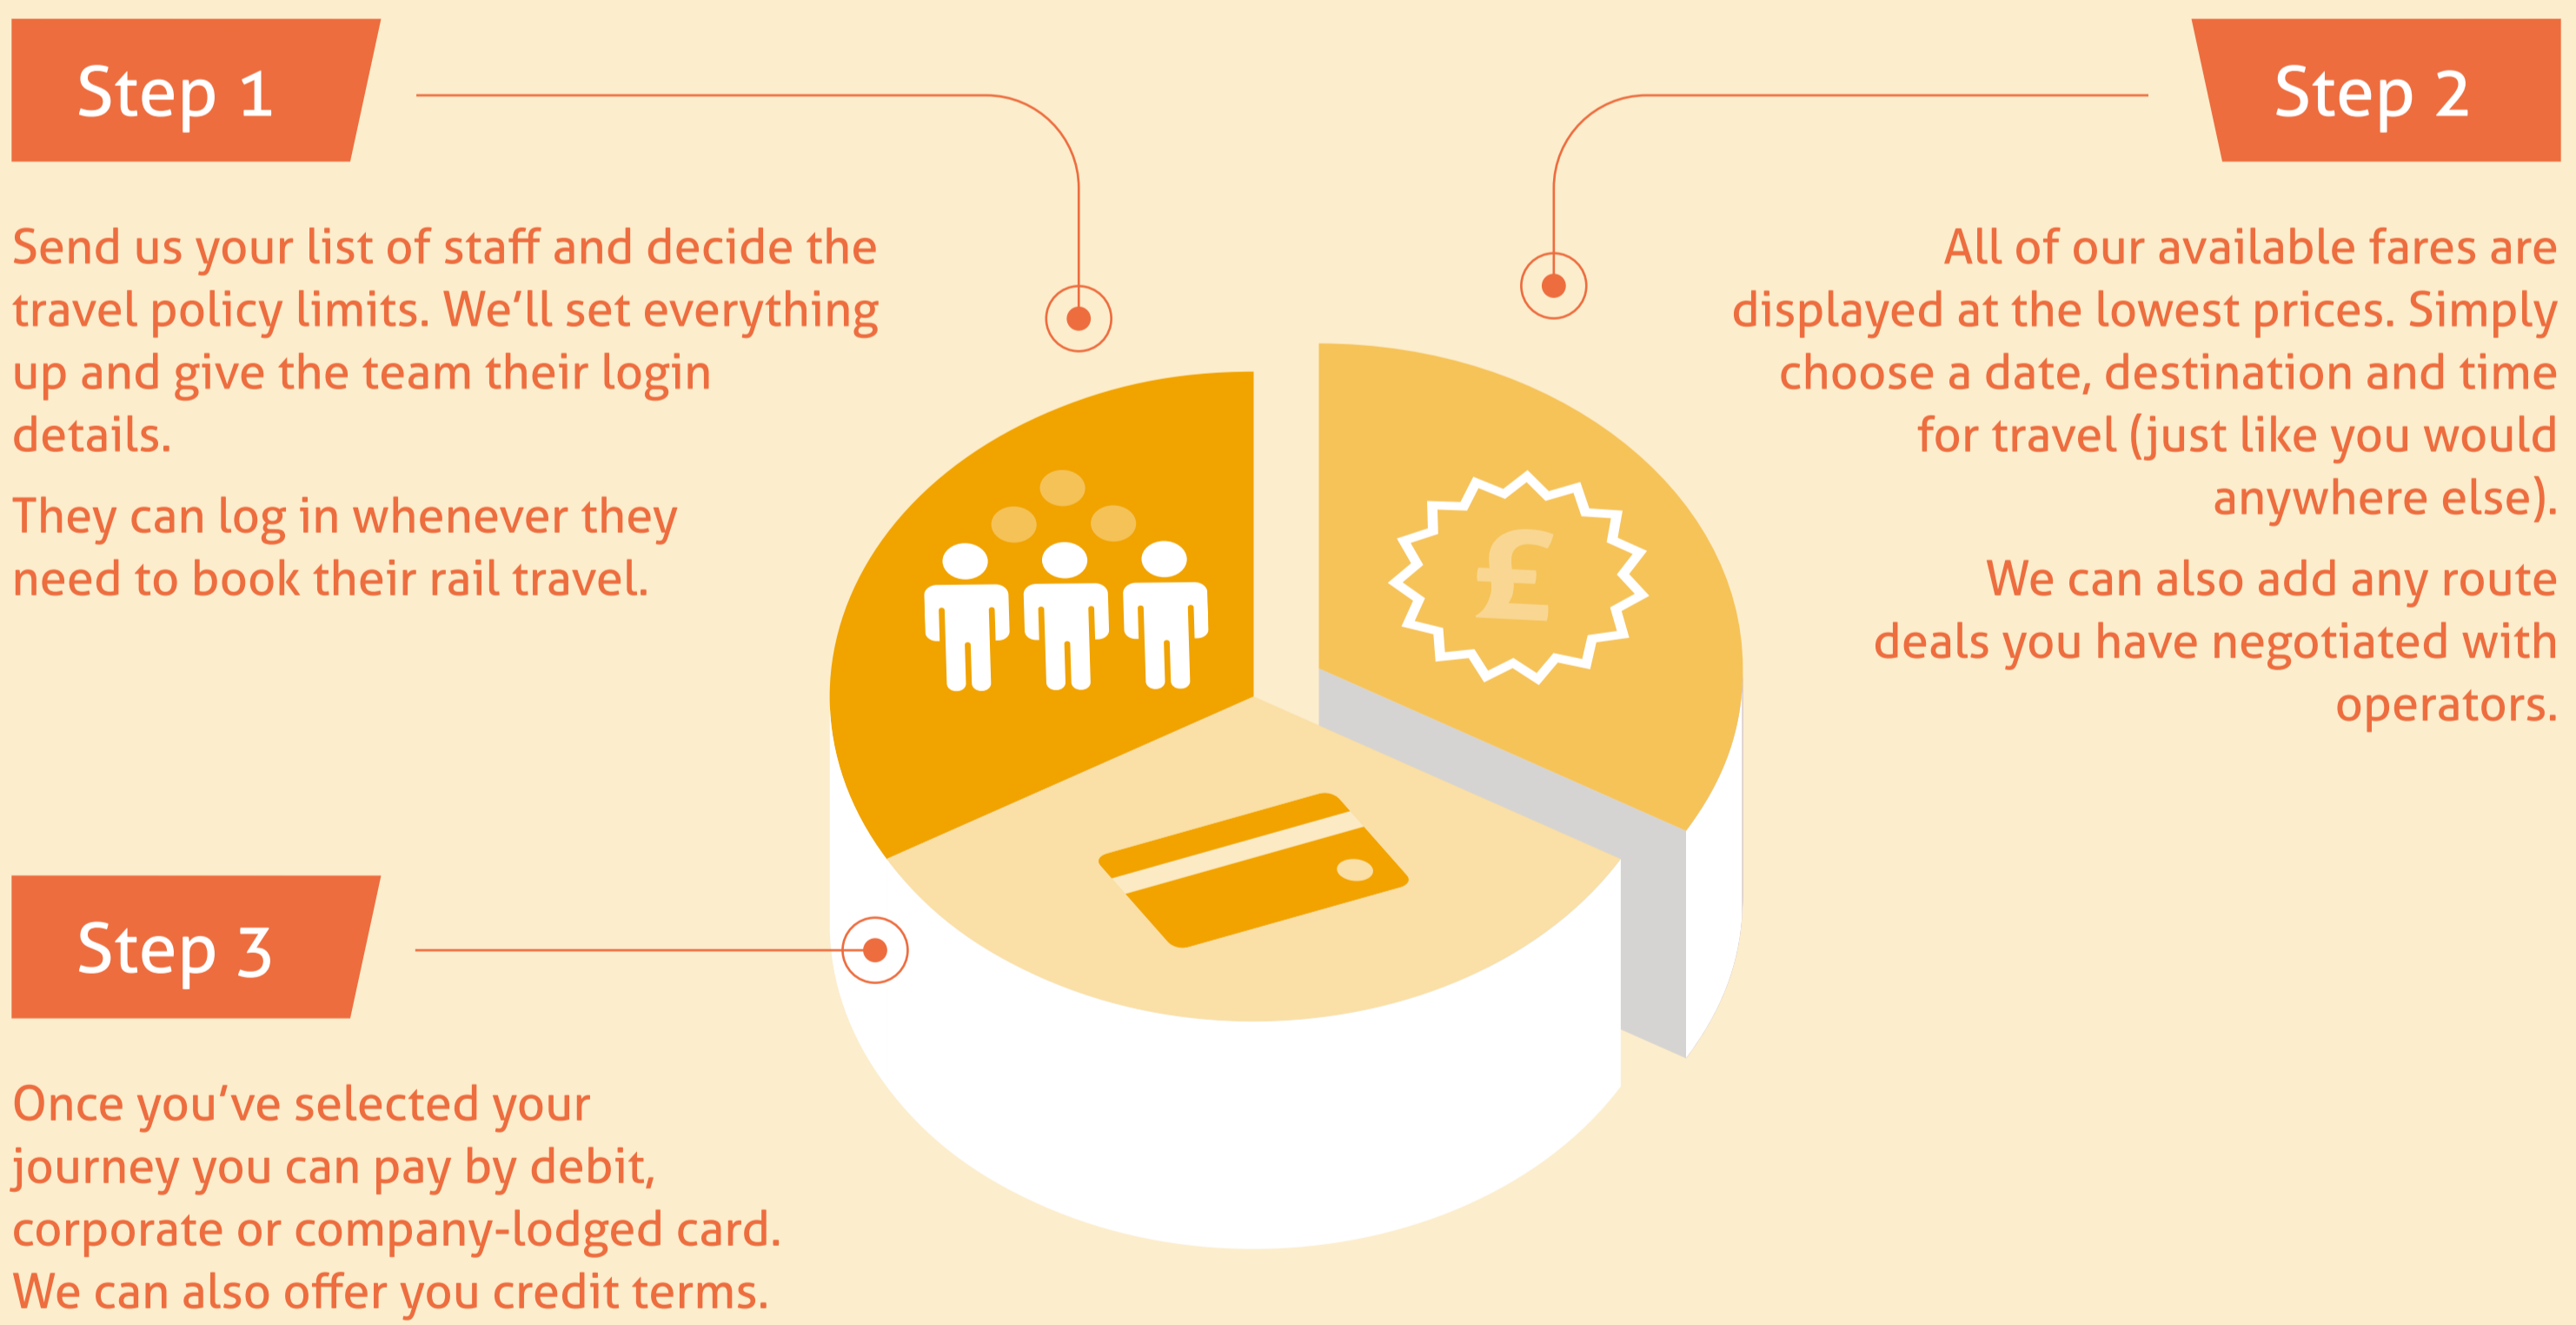 Step 1
Send us your list of staff and decide the
travel policy limits. We’ll set everything
up and give the team their login
details.
They can log in whenever they
need to book their rail travel.
Step 2
All of our available fares are
displayed at the lowest prices. Simply
choose a date, destination and time
for travel (just like you would
anywhere else).
We can also add any route
deals you have negotiated with
operators.
£
Step 3
Once you’ve selected your
journey you can pay by debit,
corporate or company-lodged card.
We can also offer you credit terms.